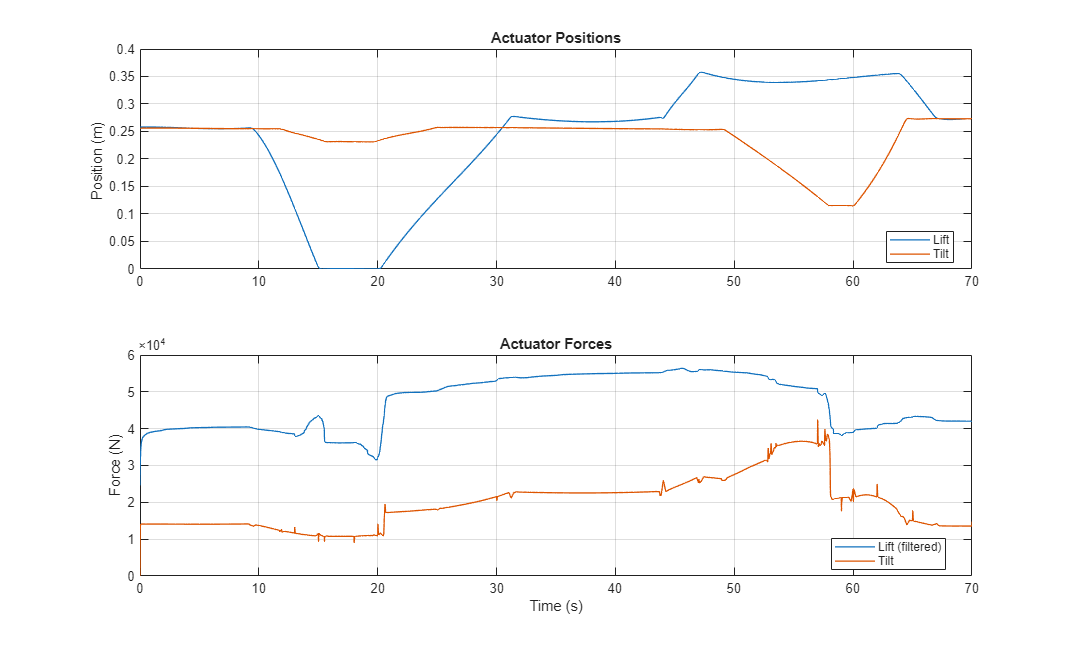 Actuator Positions
0.4
0.35
0.3
0.25
0.2
0.15
0.1
0.05
0
Position (m)
0 10 20 30 40 50 60 70
Lift
Tilt
Actuator Forces
×10⁴
6
5
4
3
2
1
0
Force (N)
0 10 20 30 40 50 60 70
Time (s)
Lift (filtered)
Tilt